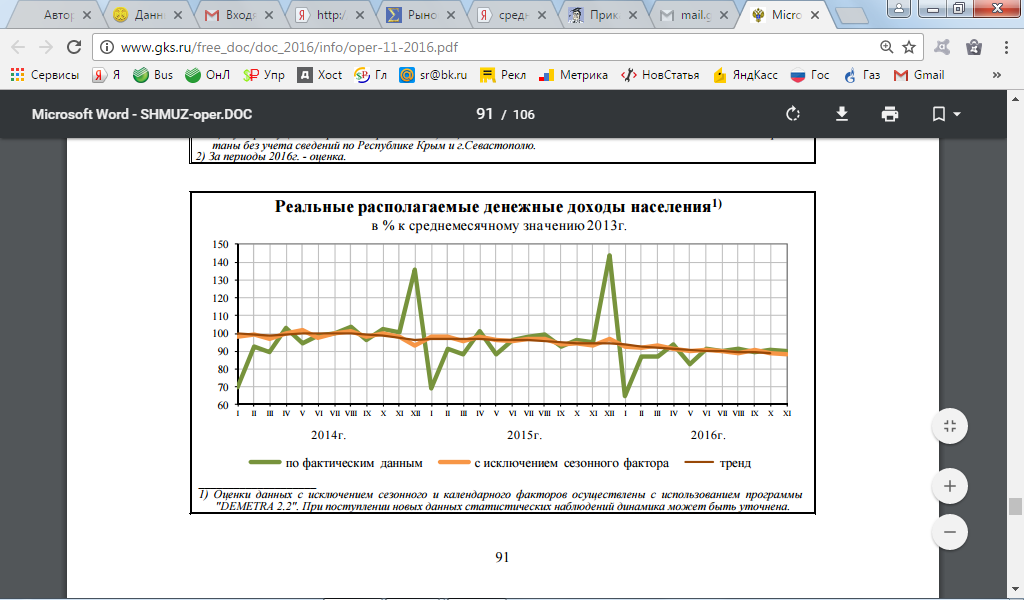 Автор Данн Входя http:/ Рыно средн Прика mail.g Micro
www.gks.ru/free_doc/doc_2016/info/oper-11-2016.pdf
Сервисы Я Bus ОнЛ Упр Хост Гл sr@bk.ru Рекл Метрика НовСтатья ЯндКасс Гос Газ Gmail »
Microsoft Word - SHMUZ-oper.DOC 91 / 106
таны без учета сведений по Республике Крым и г.Севастополю.
2) За периоды 2016г. - оценка.
Реальные располагаемые денежные доходы населения1)
в % к среднемесячному значению 2013г.
150
140
130
120
110
100
90
80
70
60
I II III IV V VI VII VIII IX X XI XII I II III IV V VI VII VIII IX X XI XII I II III IV V VI VII VIII IX X XI
2014г. 2015г. 2016г.
по фактическим данным с исключением сезонного фактора тренд
1) Оценки данных с исключением сезонного и календарного факторов осуществлены с использованием программы
"DEMETRA 2.2". При поступлении новых данных статистических наблюдений динамика может быть уточнена.
91